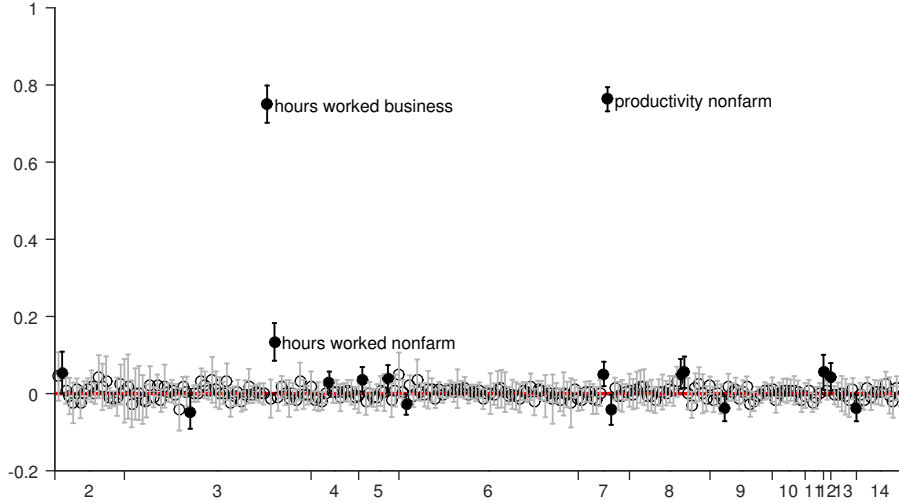 1
0.8
hours worked business
productivity nonfarm
0.6
0.4
0.2
hours worked nonfarm
0
-0.2
2 3 4 5 6 7 8 9 10 11 12 13 14